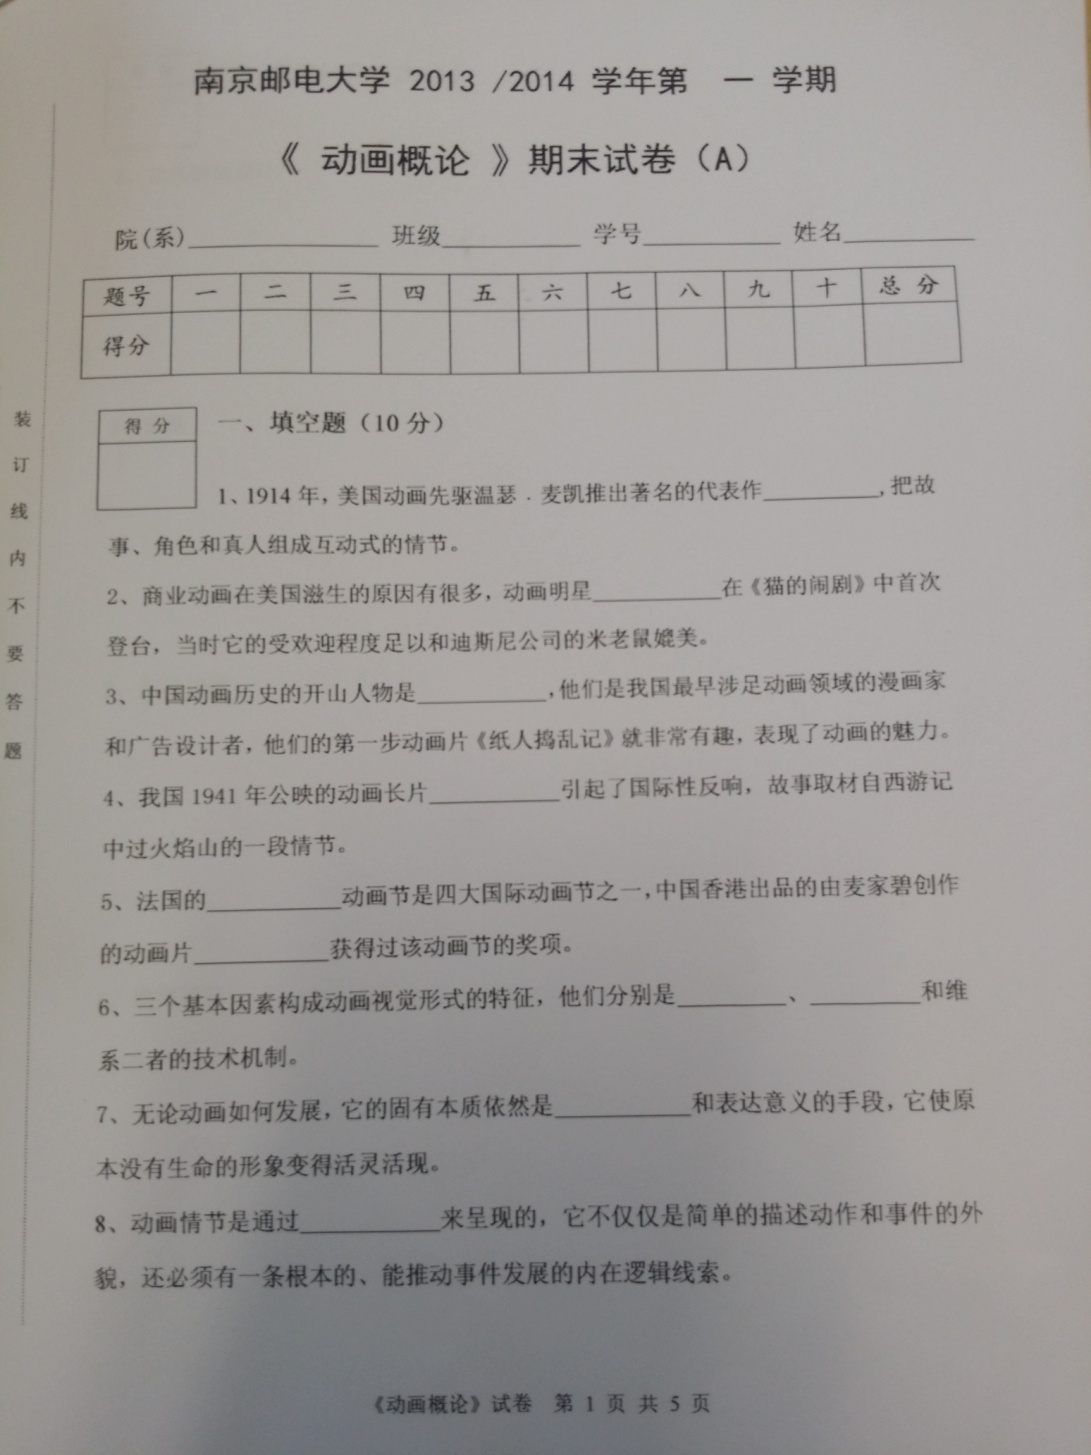 南京邮电大学 2013 /2014 学年第 一 学期
《 动画概论 》期末试卷（A）
院(系)______________ 班级__________ 学号__________ 姓名__________
题号 一 二 三 四 五 六 七 八 九 十 总 分
得分
得 分
一、填空题（10 分）
1、1914 年，美国动画先驱温瑟．麦凯推出著名的代表作_________，把故
事、角色和真人组成互动式的情节。
2、商业动画在美国滋生的原因有很多，动画明星__________在《猫的闹剧》中首次
登台，当时它的受欢迎程度足以和迪斯尼公司的米老鼠媲美。
3、中国动画历史的开山人物是__________，他们是我国最早涉足动画领域的漫画家
和广告设计者，他们的第一步动画片《纸人捣乱记》就非常有趣，表现了动画的魅力。
4、我国 1941 年公映的动画长片__________引起了国际性反响，故事取材自西游记
中过火焰山的一段情节。
5、法国的__________动画节是四大国际动画节之一，中国香港出品的由麦家碧创作
的动画片__________获得过该动画节的奖项。
6、三个基本因素构成动画视觉形式的特征，他们分别是________、________和维
系二者的技术机制。
7、无论动画如何发展，它的固有本质依然是__________和表达意义的手段，它使原
本没有生命的形象变得活灵活现。
8、动画情节是通过__________来呈现的，它不仅仅是简单的描述动作和事件的外
貌，还必须有一条根本的、能推动事件发展的内在逻辑线索。
装
订
线
内
不
要
答
题
《动画概论》试卷 第 1 页 共 5 页